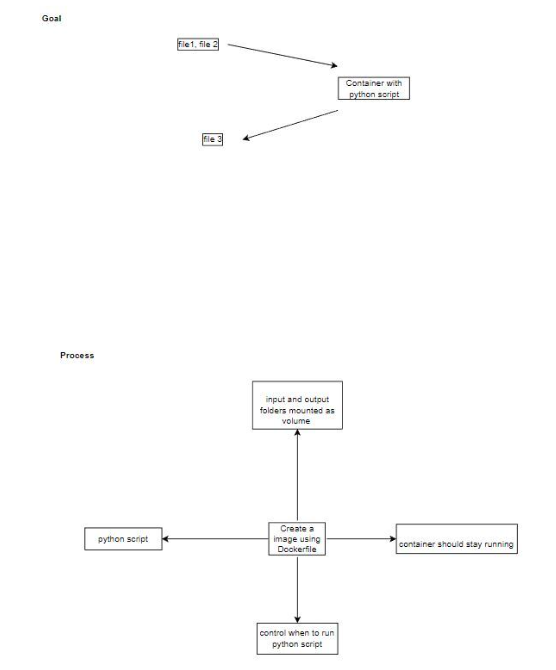 Goal
file1, file 2
Container with
python script
file 3
Process
input and output
folders mounted as
volume
python script
Create a
image using
Dockerfile
container should stay running
control when to run
python script